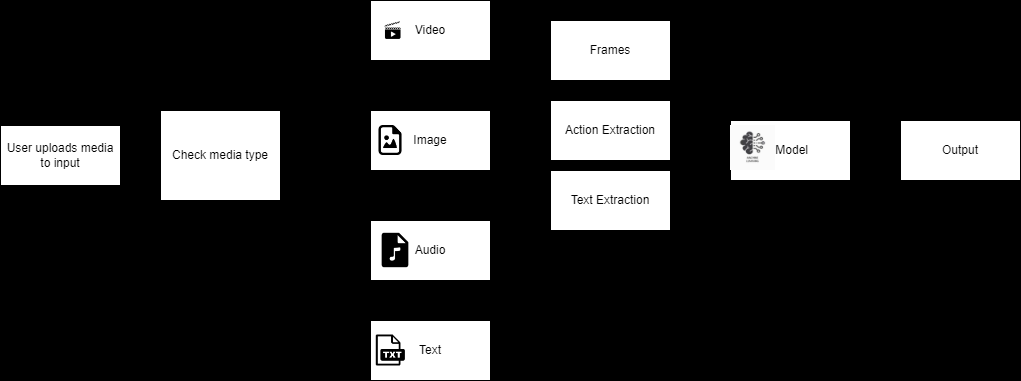 User uploads media
to input
Check media type
Video
Image
Audio
TXT
Text
Frames
Action Extraction
Text Extraction
Model
Output